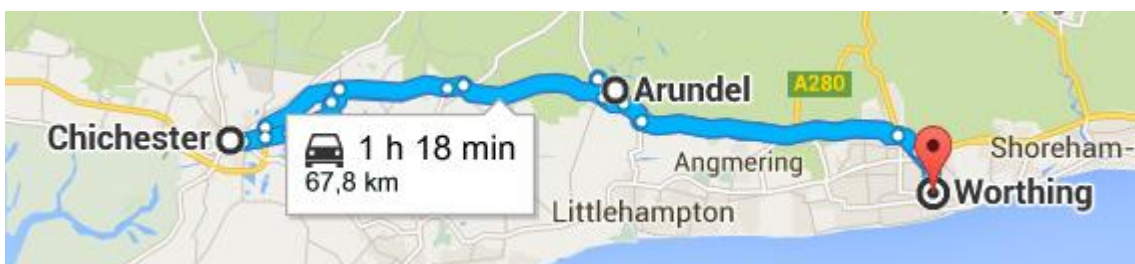 Arundel
A280
Chichester
1 h 18 min
67,8 km
Angmering
Shoreham-
Littlehampton
Worthing